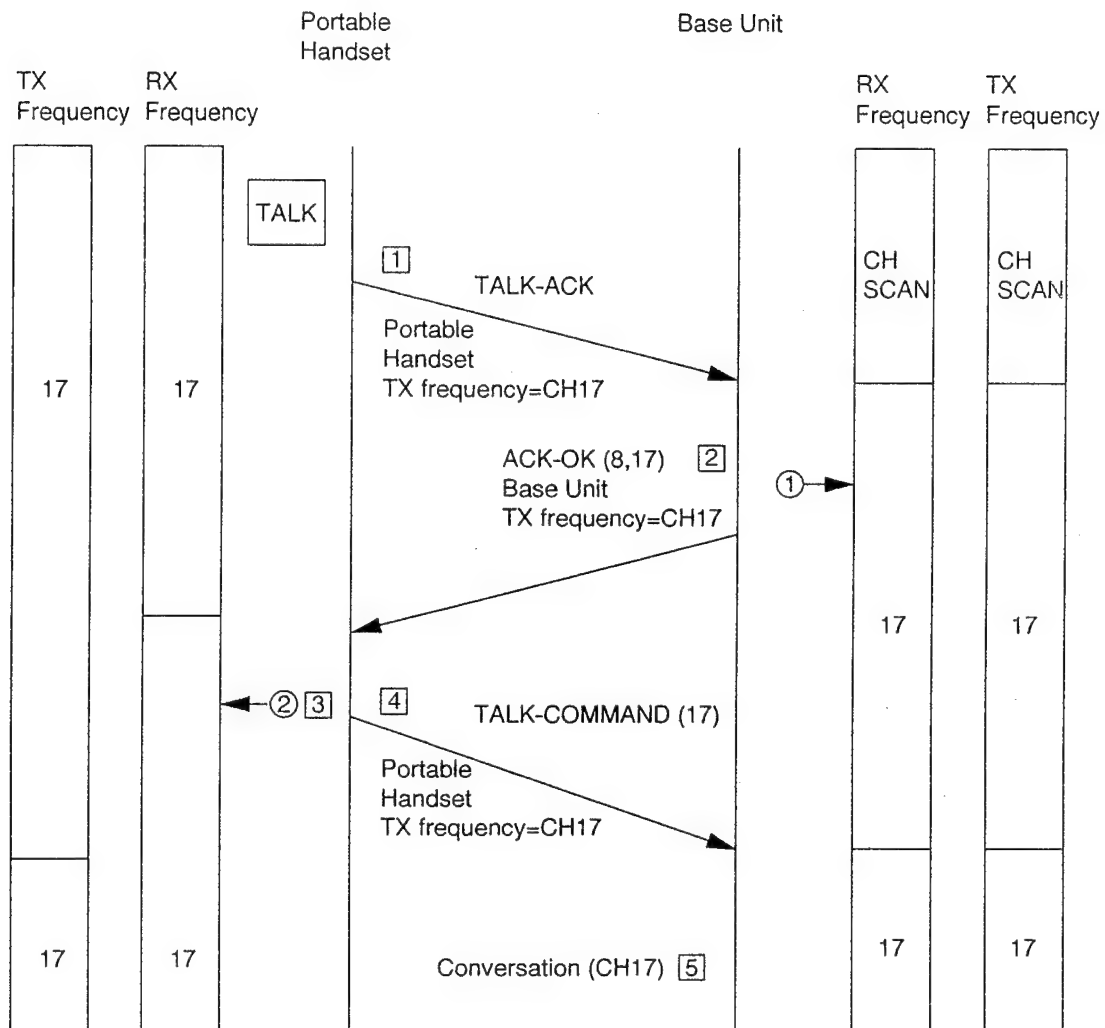 Portable
Handset
Base Unit
TX
Frequency
RX
Frequency
RX
Frequency
TX
Frequency
TALK
1
TALK-ACK
CH
SCAN
CH
SCAN
Portable
Handset
TX frequency=CH17
17
17
ACK-OK (8,17) 2
Base Unit
TX frequency=CH17
1
17
17
2 3
4
TALK-COMMAND (17)
Portable
Handset
TX frequency=CH17
17
17
Conversation (CH17) 5
17
17